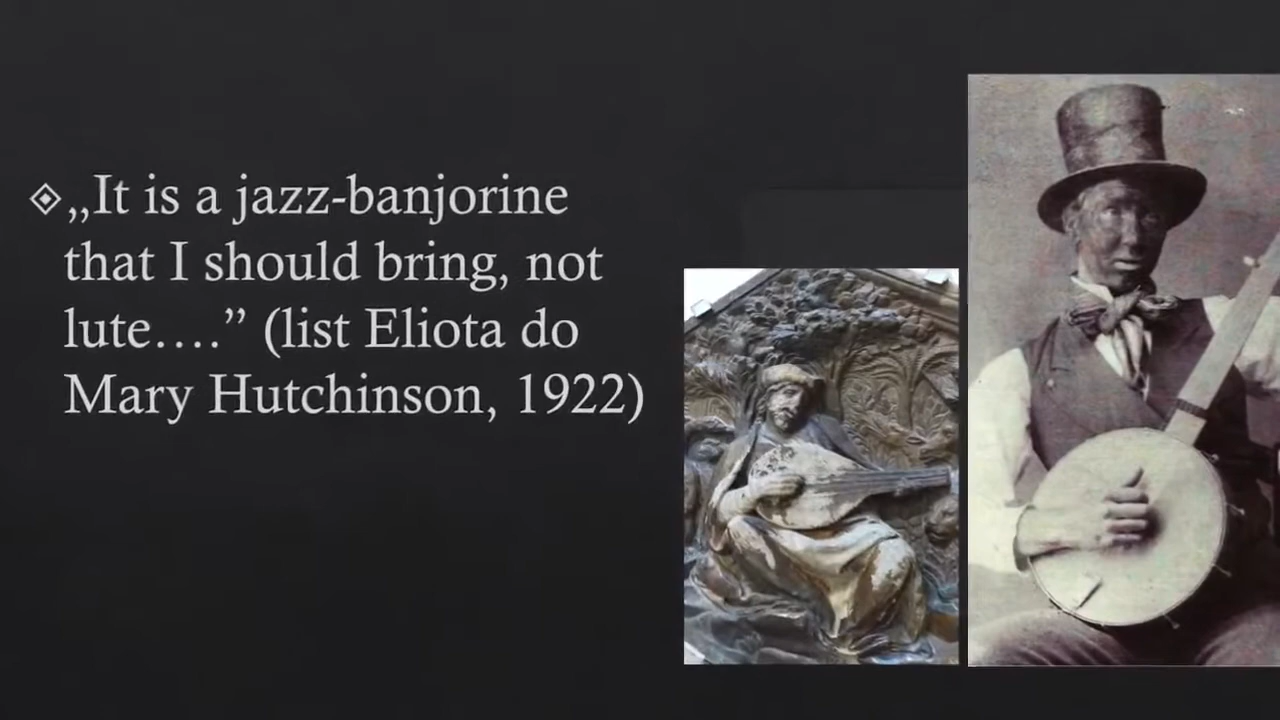 „It is a jazz-banjorine
that I should bring, not
lute….” (list Eliota do
Mary Hutchinson, 1922)